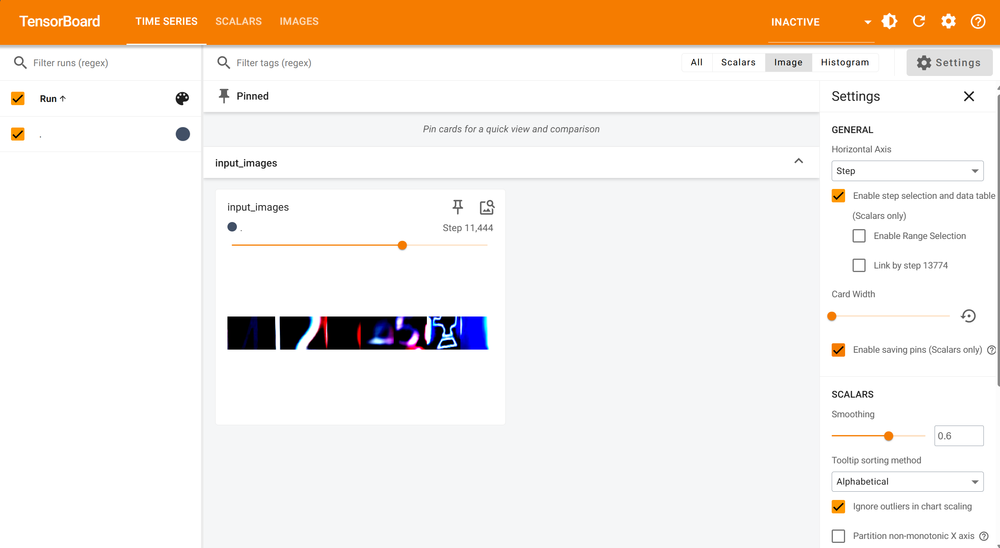 TensorBoard
TIME SERIES
SCALARS
IMAGES
INACTIVE
Filter runs (regex)
Filter tags (regex)
All
Scalars
Image
Histogram
Settings
Run
.
Pinned
Pin cards for a quick view and comparison
input_images
input_images
.
Step 11,444
Settings
GENERAL
Horizontal Axis
Step
Enable step selection and data table
(Scalars only)
Enable Range Selection
Link by step 13774
Card Width
Enable saving pins (Scalars only)
SCALARS
Smoothing
0.6
Tooltip sorting method
Alphabetical
Ignore outliers in chart scaling
Partition non-monotonic X axis